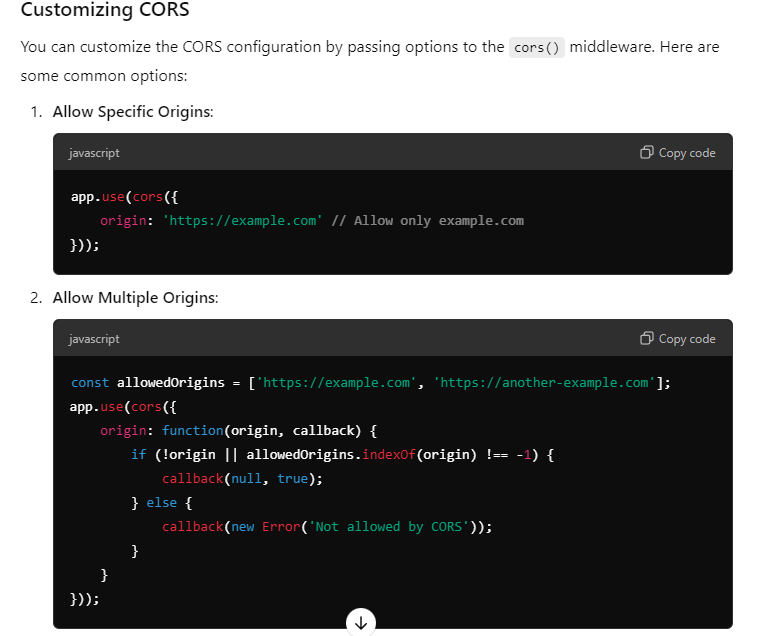 Customizing CORS
You can customize the CORS configuration by passing options to the cors() middleware. Here are
some common options:
1. Allow Specific Origins:
javascript
Copy code
app.use(cors({
    origin: 'https://example.com' // Allow only example.com
}));
2. Allow Multiple Origins:
javascript
Copy code
const allowedOrigins = ['https://example.com', 'https://another-example.com'];
app.use(cors({
    origin: function(origin, callback) {
        if (!origin || allowedOrigins.indexOf(origin) !== -1) {
            callback(null, true);
        } else {
            callback(new Error('Not allowed by CORS'));
        }
    }
}));